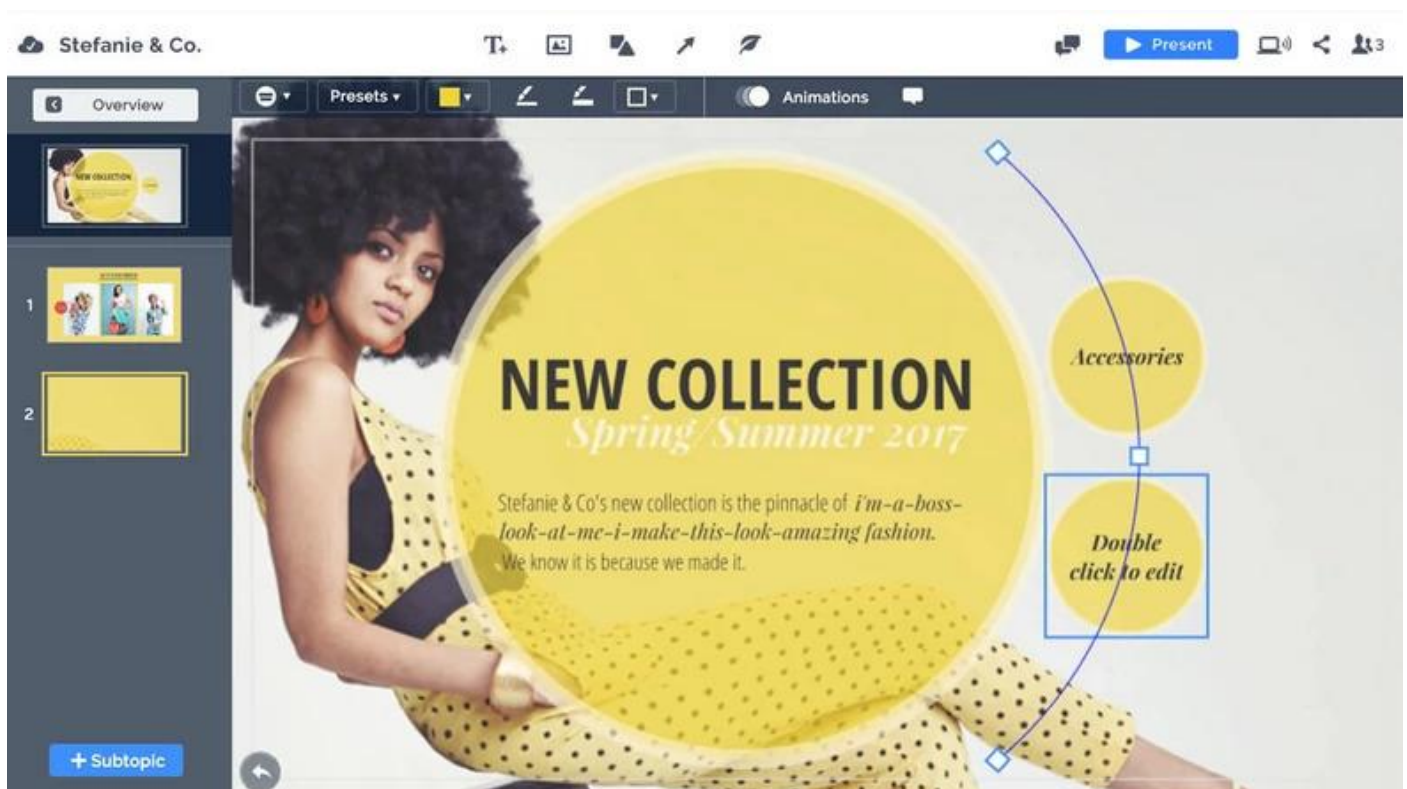 Stefanie & Co.
T+
Present
3
Overview
Presets
Animations
NEW COLLECTION
ACCESSORIES
1
2
+ Subtopic
NEW COLLECTION
Spring/Summer 2017
Stefanie & Co's new collection is the pinnacle of i'm-a-boss-
look-at-me-i-make-this-look-amazing fashion.
We know it is because we made it.
Accessories
Double
click to edit